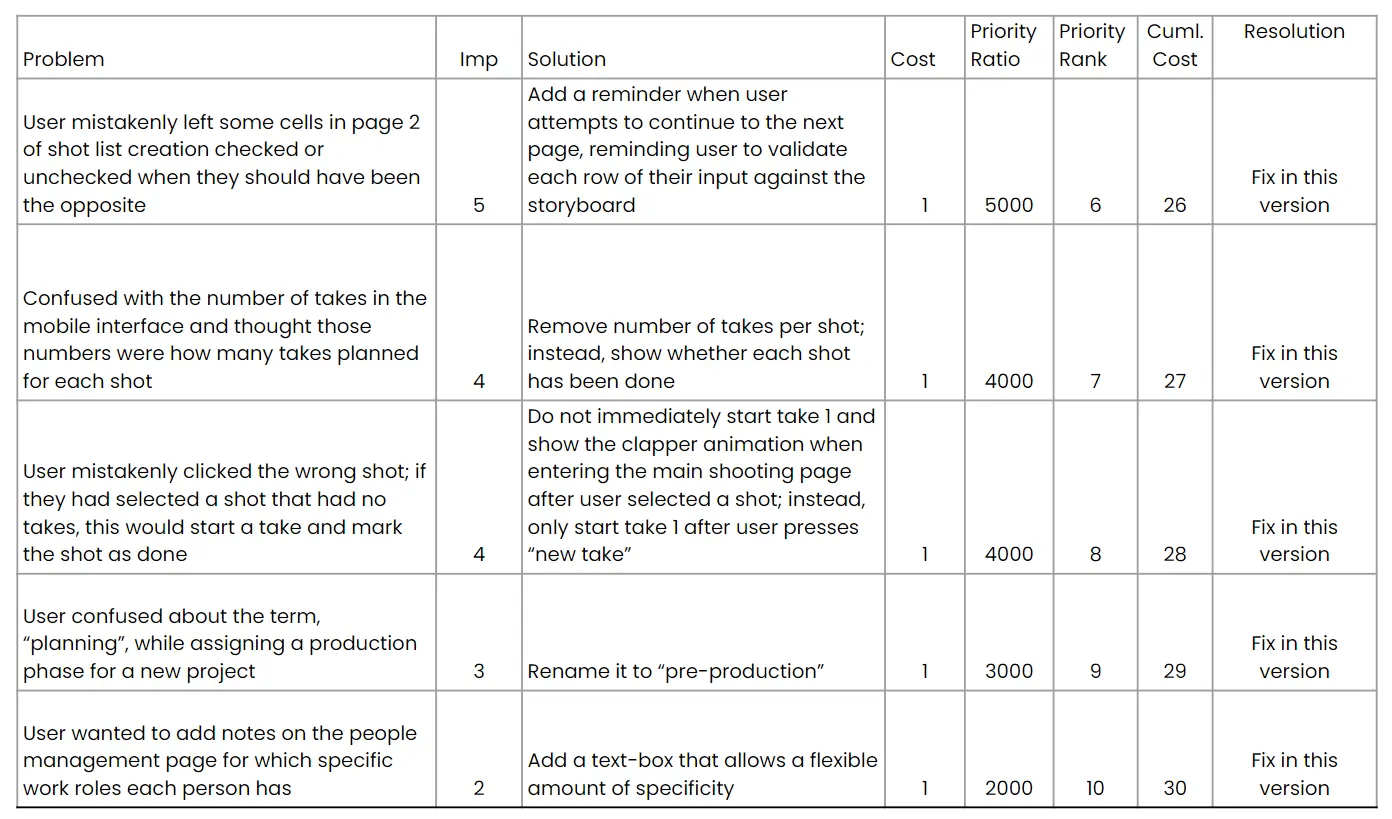 Problem
Imp
Solution
Cost
Priority
Ratio
Priority
Rank
Cuml.
Cost
Resolution
User mistakenly left some cells in page 2
of shot list creation checked or
unchecked when they should have been
the opposite
5
Add a reminder when user
attempts to continue to the next
page, reminding user to validate
each row of their input against the
storyboard
1
5000
6
26
Fix in this
version
Confused with the number of takes in the
mobile interface and thought those
numbers were how many takes planned
for each shot
4
Remove number of takes per shot;
instead, show whether each shot
has been done
1
4000
7
27
Fix in this
version
User mistakenly clicked the wrong shot; if
they had selected a shot that had no
takes, this would start a take and mark
the shot as done
4
Do not immediately start take 1 and
show the clapper animation when
entering the main shooting page
after user selected a shot; instead,
only start take 1 after user presses
“new take”
1
4000
8
28
Fix in this
version
User confused about the term,
“planning”, while assigning a production
phase for a new project
3
Rename it to “pre-production”
1
3000
9
29
Fix in this
version
User wanted to add notes on the people
management page for which specific
work roles each person has
2
Add a text-box that allows a flexible
amount of specificity
1
2000
10
30
Fix in this
version